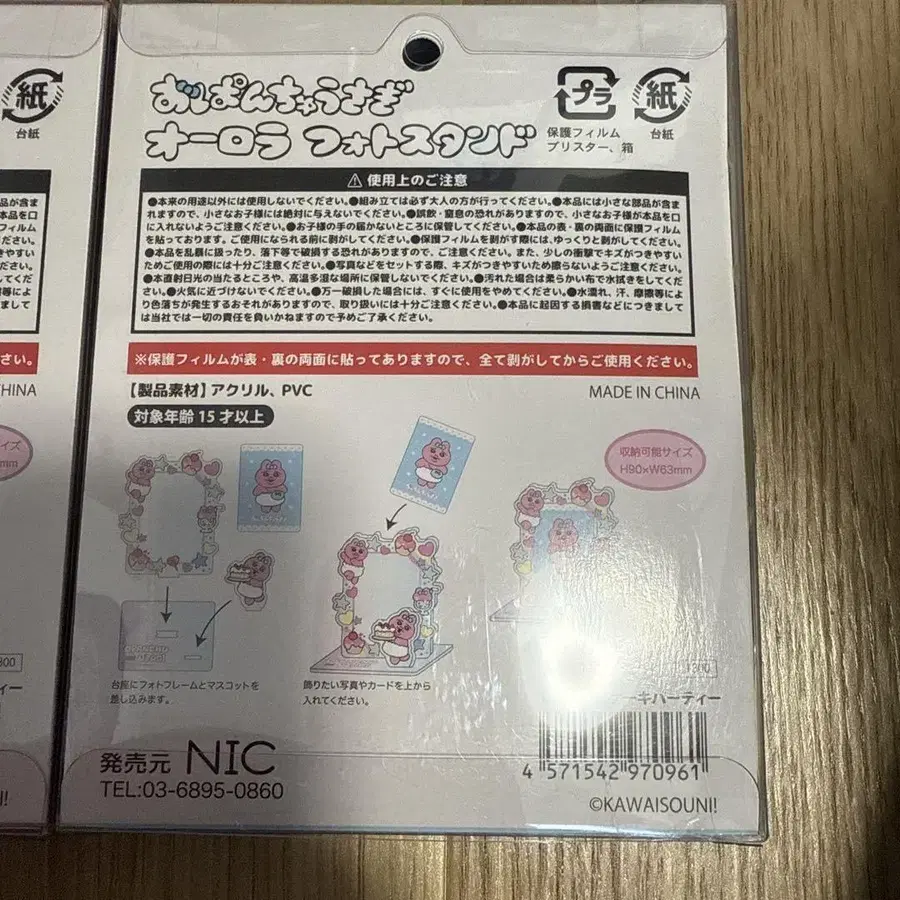 紙
台紙
おぱんちゅうさぎ
オーロラ フォトスタンド
プラ
保護フィルム
ブリスター、箱
紙
台紙
⚠ 使用上のご注意
●本来の用途以外には使用しないでください。●組み立ては必ず大人の方が行ってください。●本品には小さな部品が含ま
れますので、小さなお子様には絶対に与えないでください。●誤飲・窒息の恐れがありますので、小さなお子様が本品を口
に入れないようご注意ください。●お子様の手の届かないところに保管してください。●本品の表・裏の両面に保護フィルム
を貼っております。ご使用になられる前に剥がしてください。●保護フィルムを剥がす際には、ゆっくりと剥がしてください。
●本品を乱暴に扱ったり、落下等で破損する恐れがありますので、ご注意ください。また、少しの衝撃でキズがつきやすい
ためご使用の際には十分ご注意ください。●写真などをセットする際、キズがつきやすいため擦らないようご注意ください。
●本直射日光の当たるところや、高温多湿な場所に保管しないでください。●汚れた場合は柔らかい布で水拭きをしてくだ
さい。●火気に近づけないでください。●万一破損した場合には、すぐに使用をやめてください。●水濡れ、汗、摩擦等によ
り色落ちが発生するおそれがありますので、取り扱いには十分ご注意ください。●本品に起因する損害などにつきまして
は当社では一切の責任を負いかねますので予めご了承ください。
※保護フィルムが表・裏の両面に貼ってありますので、全て剥がしてからご使用ください。
【製品素材】アクリル、PVC
MADE IN CHINA
対象年齢 15 才以上
収納可能サイズ
H90×W63mm
台座にフォトフレームとマスコットを
差し込みます。
飾りたい写真やカードを上から
入れてください。
1300
ーキパーティー
発売元 NIC
TEL:03-6895-0860
4 571542 970961
©KAWAISOUNI!